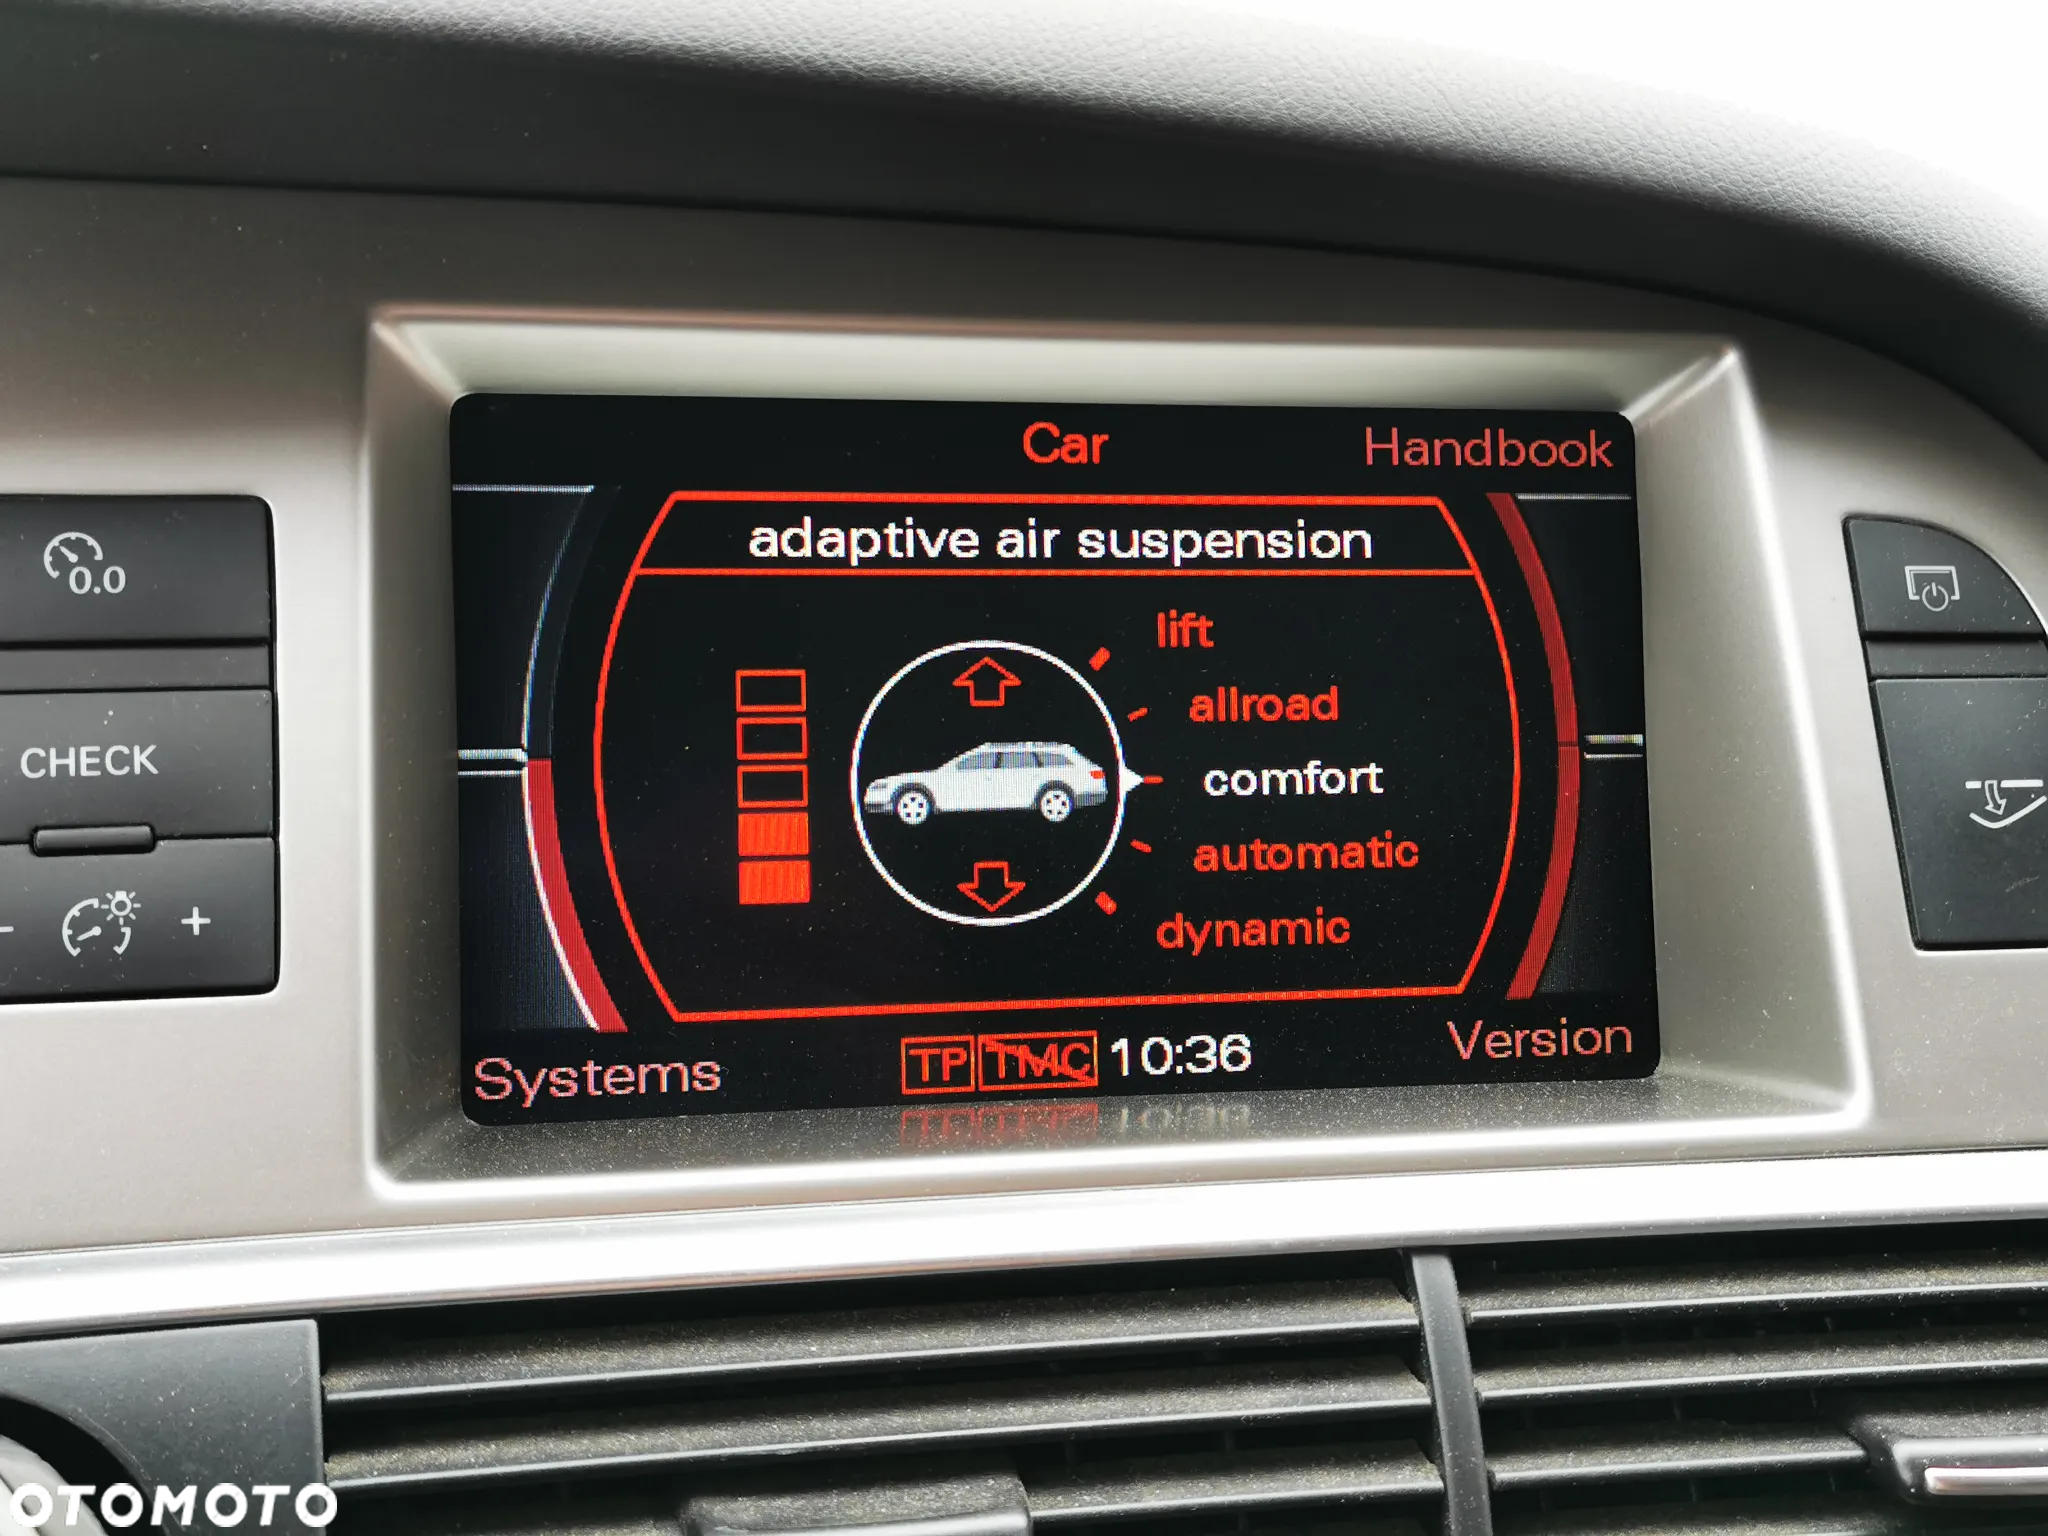 Car Handbook
adaptive air suspension
0.0
lift
allroad
CHECK
comfort
automatic
- +
dynamic
Systems TP TMC 10:36 Version
OTOMOTO